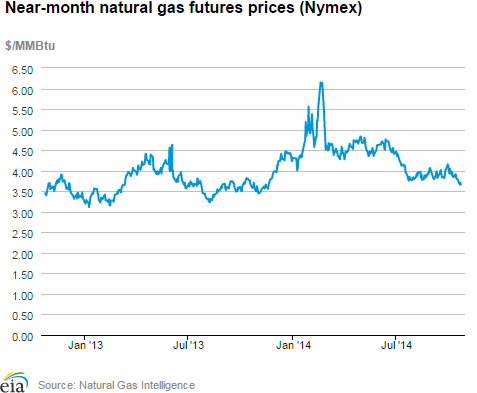 Near-month natural gas futures prices (Nymex)
$/MMBtu
6.50
6.00
5.50
5.00
4.50
4.00
3.50
3.00
2.50
2.00
1.50
1.00
0.50
0.00
Jan '13
Jul '13
Jan '14
Jul '14
eia
Source: Natural Gas Intelligence